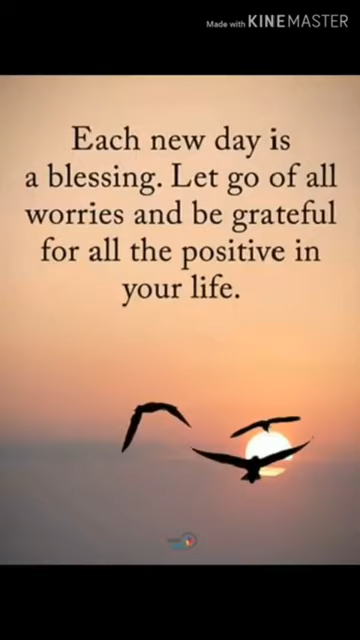 Made with KINEMASTER
Each new day is
a blessing. Let go of all
worries and be grateful
for all the positive in
your life.